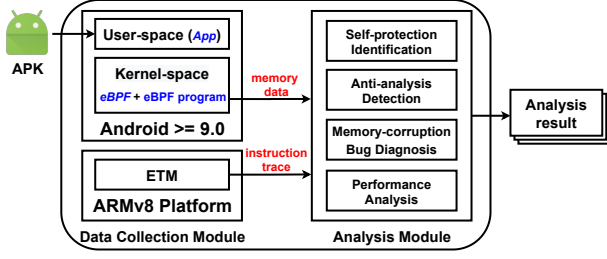 APK
User-space (App)
Kernel-space
eBPF + eBPF program
Android >= 9.0
ETM
ARMv8 Platform
Data Collection Module
memory
data
instruction
trace
Self-protection
Identification
Anti-analysis
Detection
Memory-corruption
Bug Diagnosis
Performance
Analysis
Analysis Module
Analysis
result